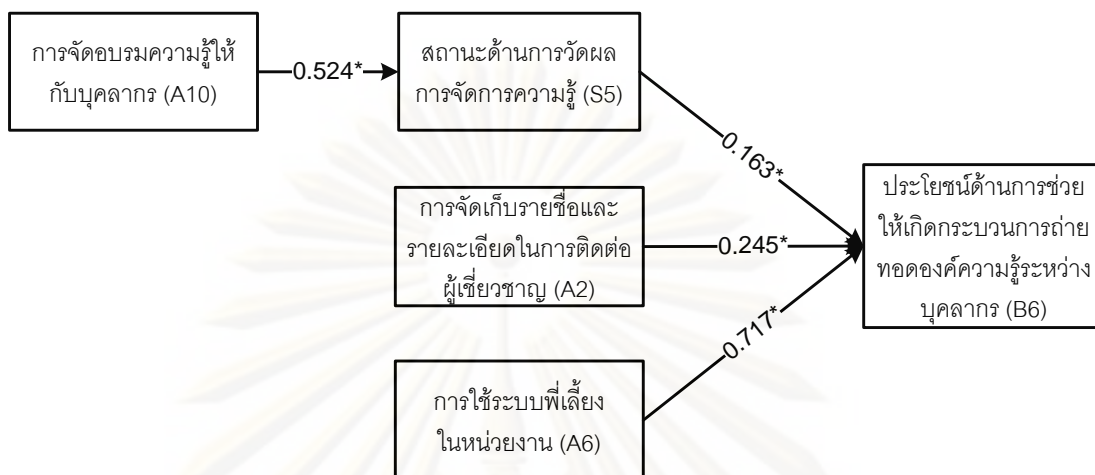 การจัดอบรมความรู้ให้
กับบุคลากร (A10)
0.524*
สถานะด้านการวัดผล
การจัดการความรู้ (S5)
0.163*
การจัดเก็บรายชื่อและ
รายละเอียดในการติดต่อ
ผู้เชี่ยวชาญ (A2)
0.245*
ประโยชน์ด้านการช่วย
ให้เกิดกระบวนการถ่าย
ทอดองค์ความรู้ระหว่าง
บุคลากร (B6)
0.717*
การใช้ระบบพี่เลี้ยง
ในหน่วยงาน (A6)